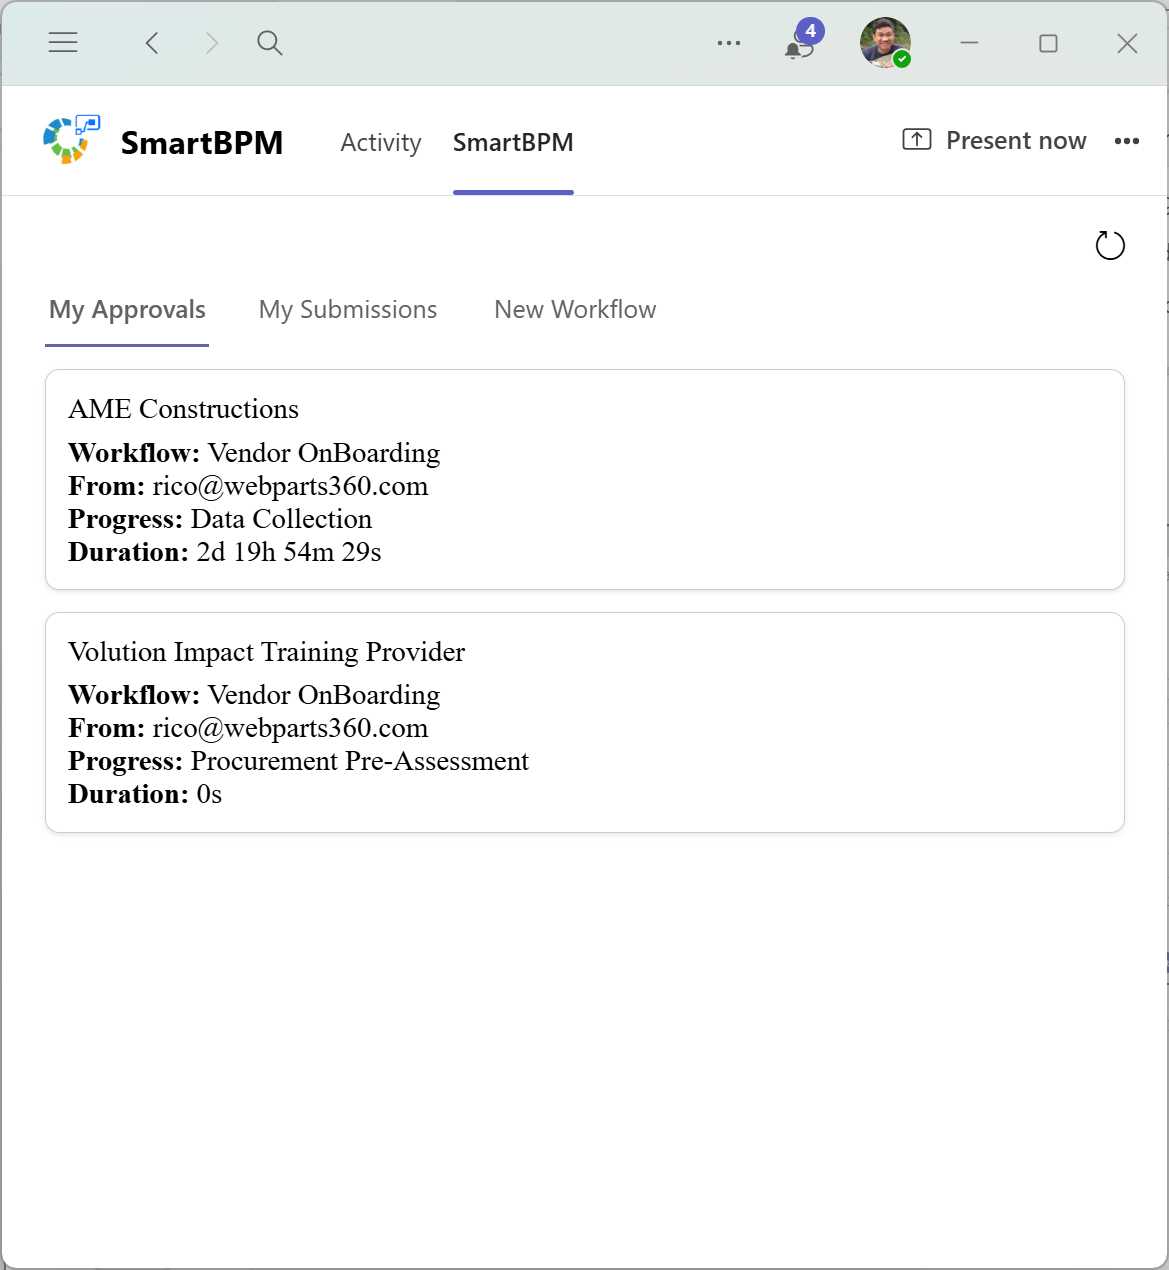 4
SmartBPM
Activity
SmartBPM
Present now
My Approvals
My Submissions
New Workflow
AME Constructions
Workflow: Vendor OnBoarding
From: rico@webparts360.com
Progress: Data Collection
Duration: 2d 19h 54m 29s
Volution Impact Training Provider
Workflow: Vendor OnBoarding
From: rico@webparts360.com
Progress: Procurement Pre-Assessment
Duration: 0s